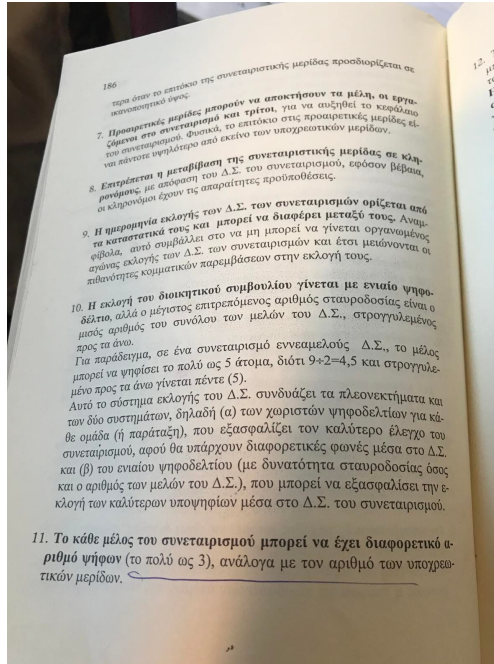 186
τερα όταν το επιτόκιο της συνεταιριστικής μερίδας προσδιορίζεται σε
ικανοποιητικό ύψος.
7. Προαιρετικές μερίδες μπορούν να αποκτήσουν τα μέλη, οι εργα-
ζόμενοι στο συνεταιρισμό και τρίτοι, για να αυξηθεί το κεφάλαιο
του συνεταιρισμού. Φυσικά, το επιτόκιο στις προαιρετικές μερίδες εί-
ναι πάντοτε υψηλότερο από εκείνο των υποχρεωτικών μερίδων.
8. Επιτρέπεται η μεταβίβαση της συνεταιριστικής μερίδας σε κλη-
ρονόμους, με απόφαση του Δ.Σ. του συνεταιρισμού, εφόσον βέβαια,
οι κληρονόμοι έχουν τις απαραίτητες προϋποθέσεις.
9. Η ημερομηνία εκλογής των Δ.Σ. των συνεταιρισμών ορίζεται από
τα καταστατικά τους και μπορεί να διαφέρει μεταξύ τους. Αναμ-
φίβολα, αυτό συμβάλλει στο να μη μπορεί να γίνεται οργανωμένος
αγώνας εκλογής των Δ.Σ. των συνεταιρισμών και έτσι μειώνονται οι
πιθανότητες κομματικών παρεμβάσεων στην εκλογή τους.
10. Η εκλογή του διοικητικού συμβουλίου γίνεται με ενιαίο ψηφο-
δέλτιο, αλλά ο μέγιστος επιτρεπόμενος αριθμός σταυροδοσίας είναι ο
μισός αριθμός του συνόλου των μελών του Δ.Σ., στρογγυλεμένος
προς τα άνω.
Για παράδειγμα, σε ένα συνεταιρισμό εννεαμελούς Δ.Σ., το μέλος
μπορεί να ψηφίσει το πολύ ως 5 άτομα, διότι 9÷2=4,5 και στρογγυλε-
μένο προς τα άνω γίνεται πέντε (5).
Αυτό το σύστημα εκλογής του Δ.Σ. συνδυάζει τα πλεονεκτήματα και
των δύο συστημάτων, δηλαδή (α) των χωριστών ψηφοδελτίων για κά-
θε ομάδα (ή παράταξη), που εξασφαλίζει τον καλύτερο έλεγχο του
συνεταιρισμού, αφού θα υπάρχουν διαφορετικές φωνές μέσα στο Δ.Σ.
και (β) του ενιαίου ψηφοδελτίου (με δυνατότητα σταυροδοσίας όσος
και ο αριθμός των μελών του Δ.Σ.), που μπορεί να εξασφαλίσει την ε-
κλογή των καλύτερων υποψηφίων μέσα στο Δ.Σ. του συνεταιρισμού.
11. Το κάθε μέλος του συνεταιρισμού μπορεί να έχει διαφορετικό α-
ριθμό ψήφων (το πολύ ως 3), ανάλογα με τον αριθμό των υποχρεω-
τικών μερίδων.
12.